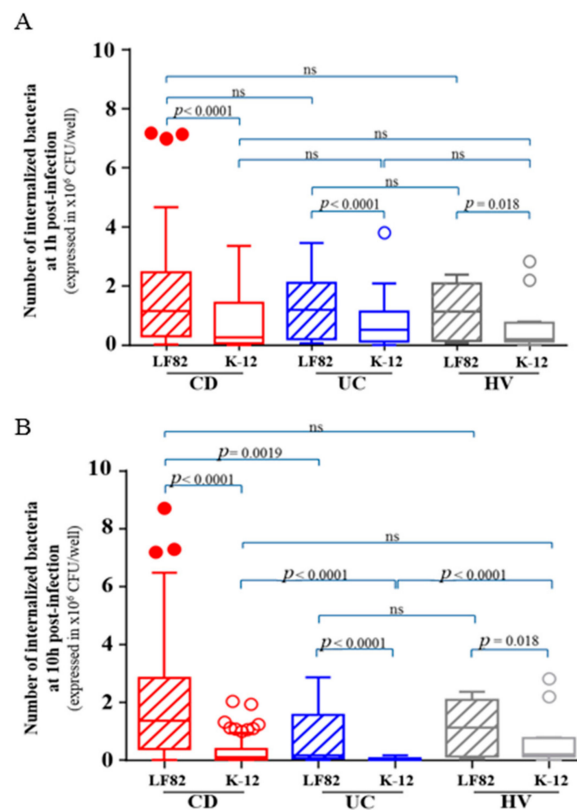 A
Number of internalized bacteria
at 1h post-infection
(expressed in x10⁶ CFU/well)
10
8
6
4
2
0
ns
ns
p< 0.0001
ns
ns
ns
ns
p< 0.0001
p = 0.018
LF82 K-12 LF82 K-12 LF82 K-12
CD UC HV
B
Number of internalized bacteria
at 10h post-infection
(expressed in x10⁶ CFU/well)
10
8
6
4
2
0
ns
p = 0.0019
p< 0.0001
ns
p< 0.0001 p< 0.0001
ns
p< 0.0001
p = 0.018
LF82 K-12 LF82 K-12 LF82 K-12
CD UC HV